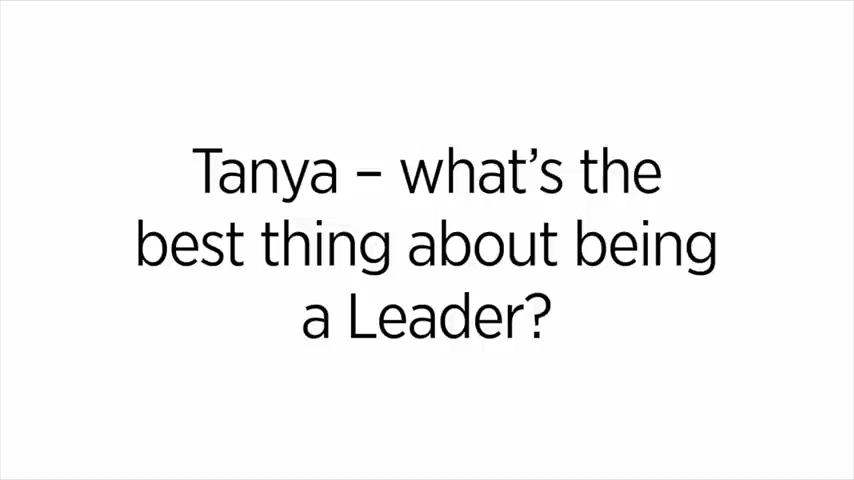 Tanya – what’s the
best thing about being
a Leader?